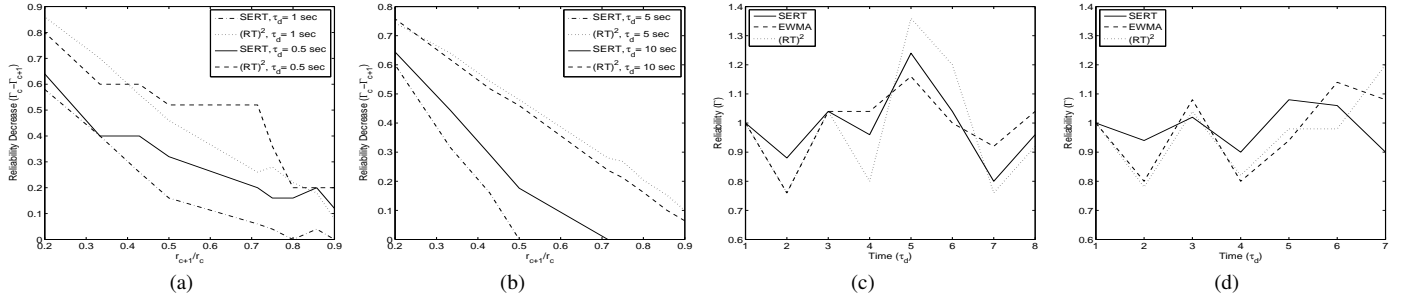 SERT, τd= 1 sec
(RT)², τd= 1 sec
SERT, τd= 0.5 sec
(RT)², τd= 0.5 sec
Reliability Decrease (Γc−Γc+1)
0.9
0.8
0.7
0.6
0.5
0.4
0.3
0.2
0.1
0
0.2 0.3 0.4 0.5 0.6 0.7 0.8 0.9
rc+1/rc
(a)
SERT, τd= 5 sec
(RT)², τd= 5 sec
SERT, τd= 10 sec
(RT)², τd= 10 sec
Reliability Decrease (Γc−Γc+1)
0.9
0.8
0.7
0.6
0.5
0.4
0.3
0.2
0.1
0
0.2 0.3 0.4 0.5 0.6 0.7 0.8 0.9
rc+1/rc
(b)
SERT
EWMA
(RT)²
Reliability (Γ)
1.4
1.3
1.2
1.1
1
0.9
0.8
0.7
0.6
1 2 3 4 5 6 7 8
Time (τd)
(c)
SERT
EWMA
(RT)²
Reliability (Γ)
1.4
1.3
1.2
1.1
1
0.9
0.8
0.7
0.6
1 2 3 4 5 6 7
Time (τd)
(d)